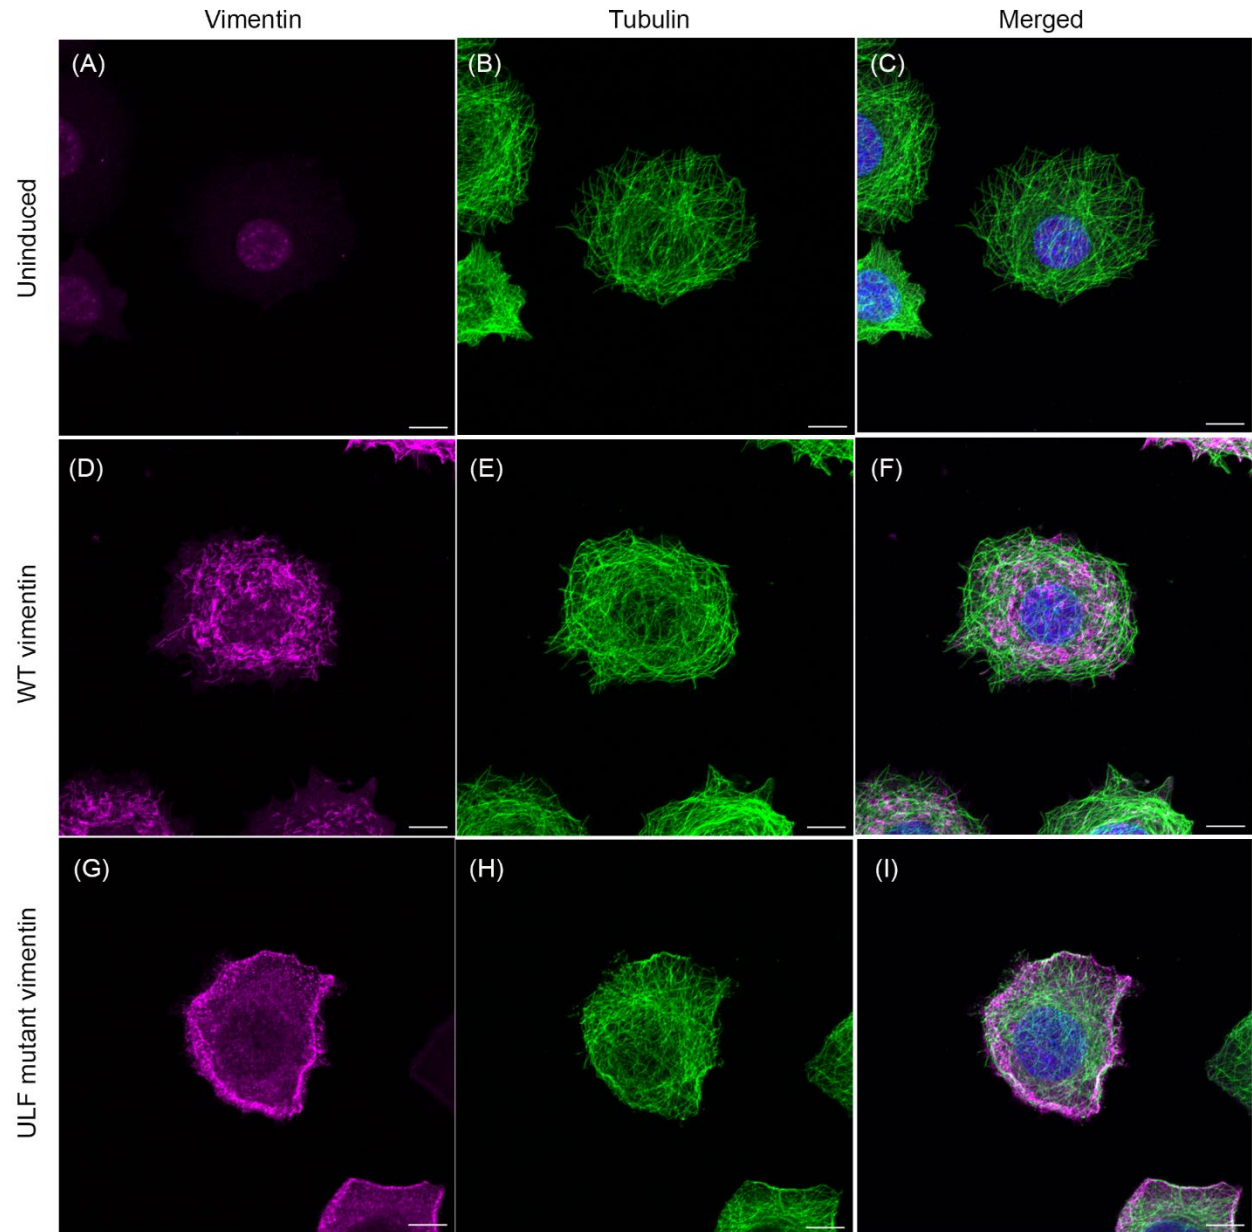 Vimentin
Tubulin
Merged
Uninduced
(A)
(B)
(C)
WT vimentin
(D)
(E)
(F)
ULF mutant vimentin
(G)
(H)
(I)